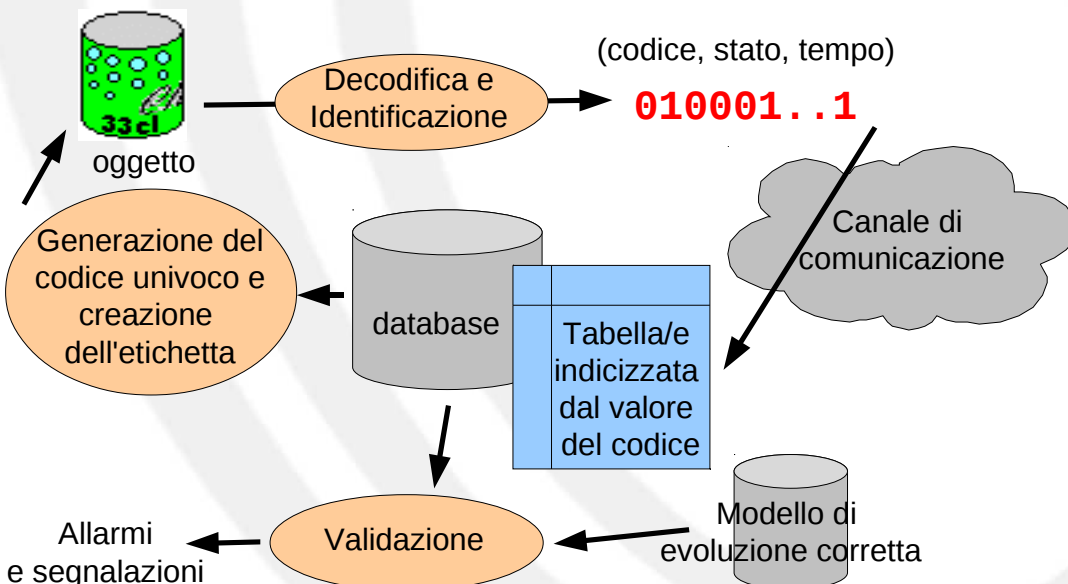 33cl
oggetto
Decodifica e
Identificazione
(codice, stato, tempo)
010001..1
Canale di
comunicazione
Generazione del
codice univoco e
creazione
dell'etichetta
database
Tabella/e
indicizzata
dal valore
del codice
Allarmi
e segnalazioni
Validazione
Modello di
evoluzione corretta